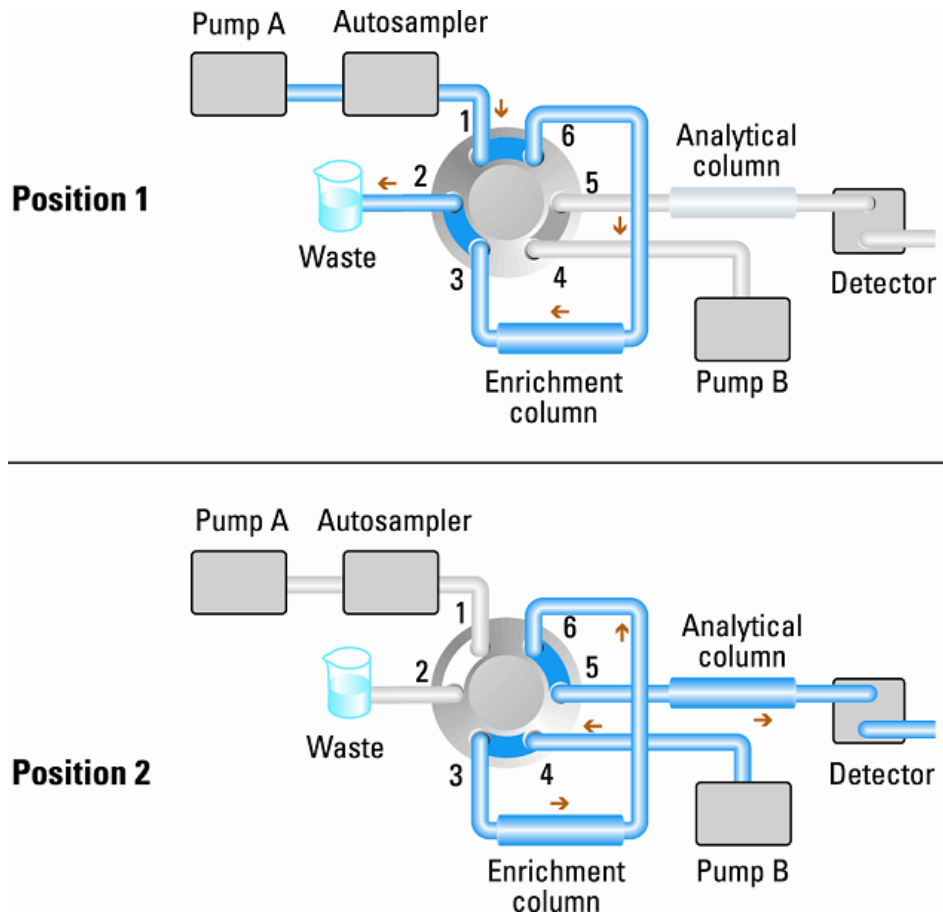 Pump A
Autosampler
1
6
Analytical
column
2
5
Position 1
Waste
3
4
Detector
Enrichment
column
Pump B
Pump A
Autosampler
1
6
Analytical
column
2
5
Waste
Position 2
3
4
Detector
Enrichment
column
Pump B